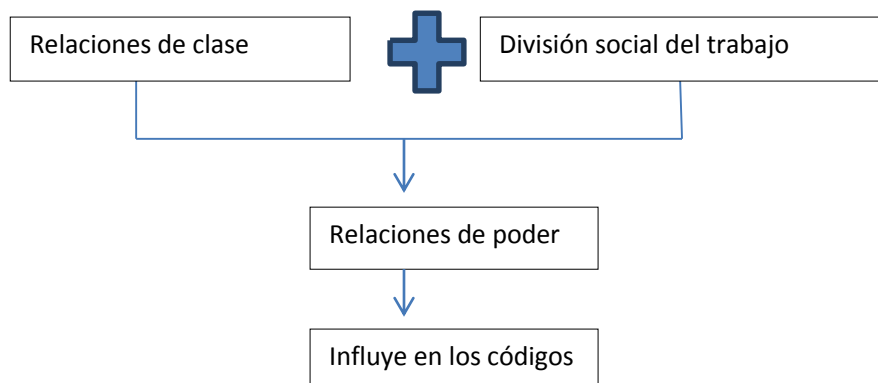 Relaciones de clase
División social del trabajo
Relaciones de poder
Influye en los códigos